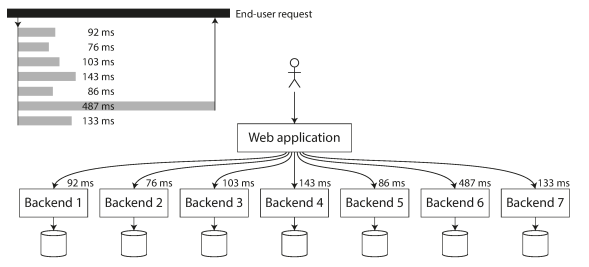 End-user request
92 ms
76 ms
103 ms
143 ms
86 ms
487 ms
133 ms
Web application
92 ms 76 ms 103 ms 143 ms 86 ms 487 ms 133 ms
Backend 1 Backend 2 Backend 3 Backend 4 Backend 5 Backend 6 Backend 7